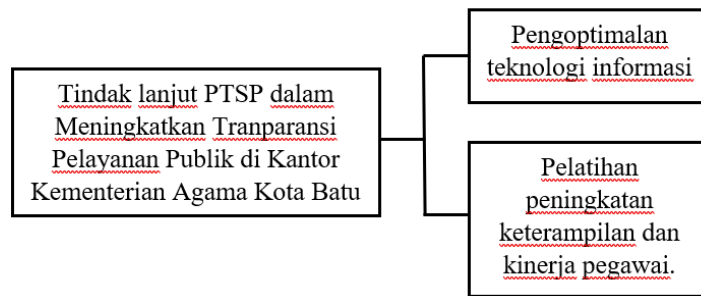 Tindak lanjut PTSP dalam
Meningkatkan Tranparansi
Pelayanan Publik di Kantor
Kementerian Agama Kota Batu
Pengoptimalan
teknologi informasi
Pelatihan
peningkatan
keterampilan dan
kinerja pegawai.